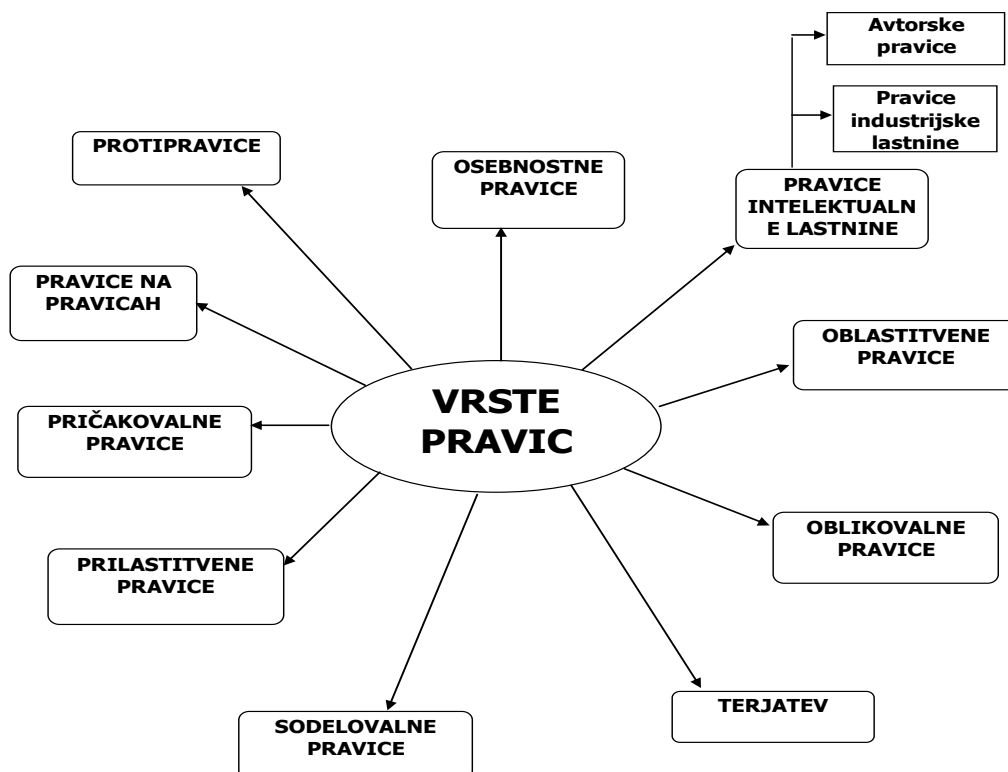 Avtorske
pravice
Pravice
industrijske
lastnine
PROTIPRAVICE
OSEBNOSTNE
PRAVICE
PRAVICE
INTELEKTUALN
E LASTNINE
PRAVICE NA
PRAVICAH
OBLASTITVENE
PRAVICE
VRSTE
PRAVIC
PRIČAKOVALNE
PRAVICE
OBLIKOVALNE
PRAVICE
PRILASTITVENE
PRAVICE
TERJATEV
SODELOVALNE
PRAVICE